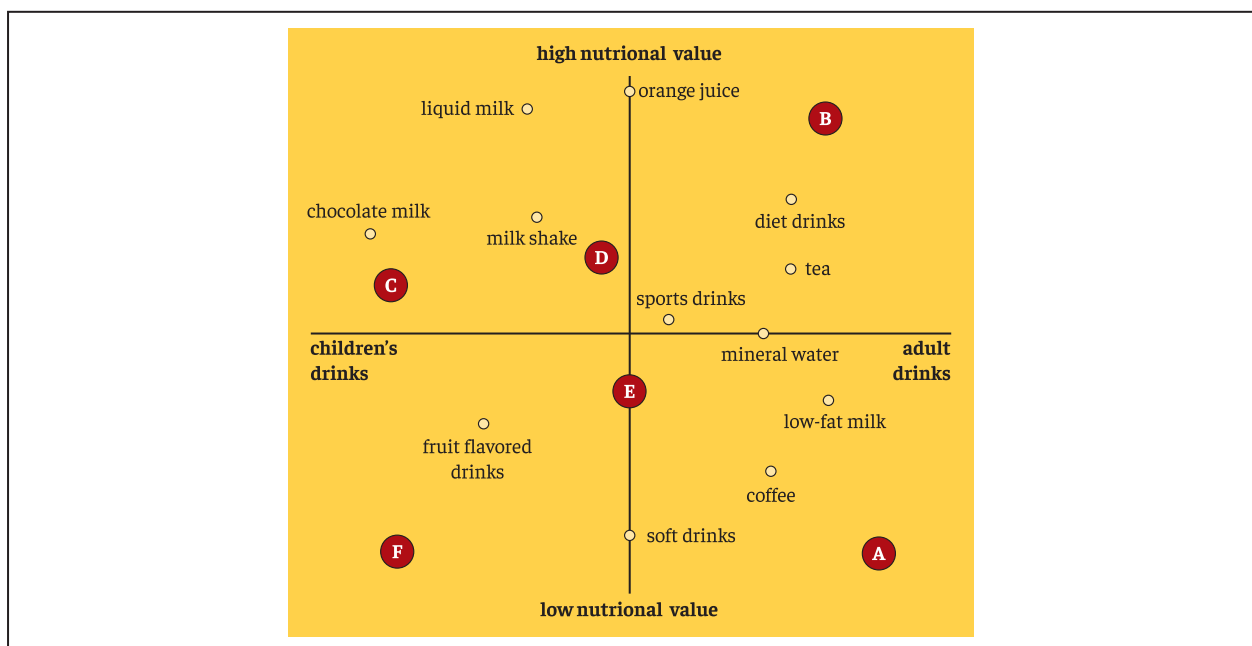 high nutrional value
orange juice
liquid milk
B
chocolate milk
diet drinks
milk shake
D
tea
C
sports drinks
children's
drinks
mineral water
adult
drinks
E
low-fat milk
fruit flavored
drinks
coffee
soft drinks
F
A
low nutrional value